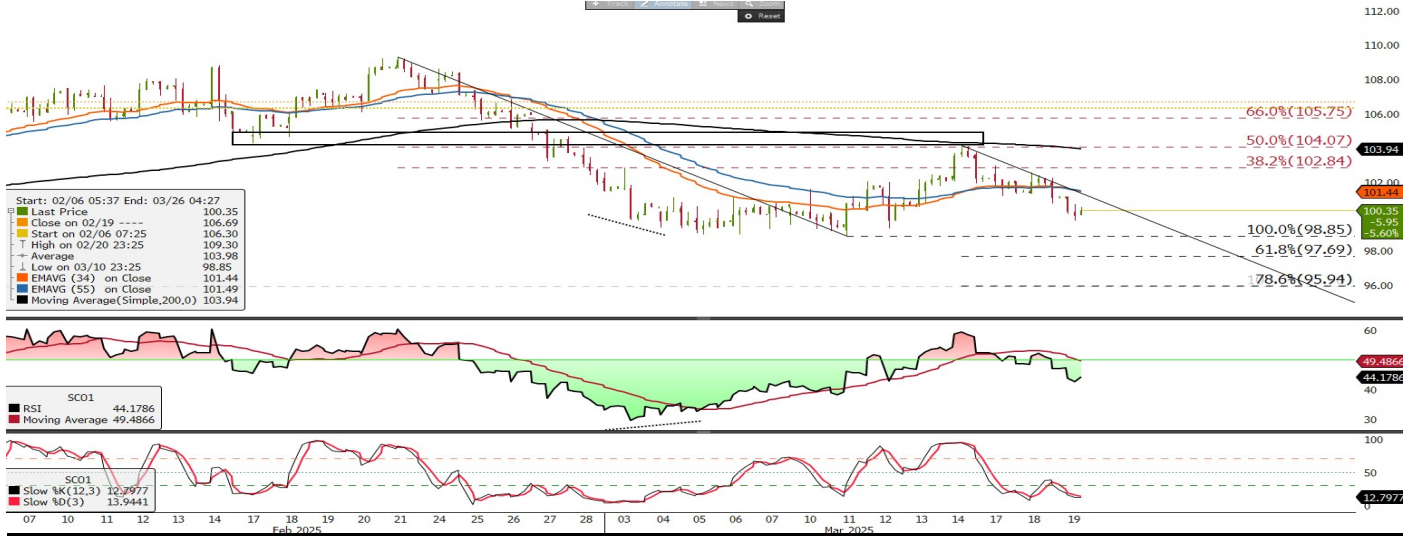 + Track Annotate News Zoom
Reset
112.00
110.00
108.00
106.00
66.0%(105.75)
50.0%(104.07)
103.94
38.2%(102.84)
102.00
101.44
100.35
-5.95
-5.60%
100.0%(98.85)
61.8%(97.69)
98.00
78.6%(95.94)
96.00
Start: 02/06 05:37 End: 03/26 04:27
Last Price 100.35
Close on 02/19 ---- 106.69
Start on 02/06 07:25 106.30
High on 02/20 23:25 109.30
Average 103.98
Low on 03/10 23:25 98.85
EMAVG (34) on Close 101.44
EMAVG (55) on Close 101.49
Moving Average(Simple,200,0) 103.94
60
49.4866
44.1786
40
30
SCO1
RSI 44.1786
Moving Average 49.4866
100
50
12.7977
0
SCO1
Slow %K(12,3) 12.7977
Slow %D(3) 13.9441
07 10 11 12 13 14 17 18 19 20 21 24 25 26 27 28 03 04 05 06 07 10 11 12 13 14 17 18 19
Feb 2025 Mar 2025